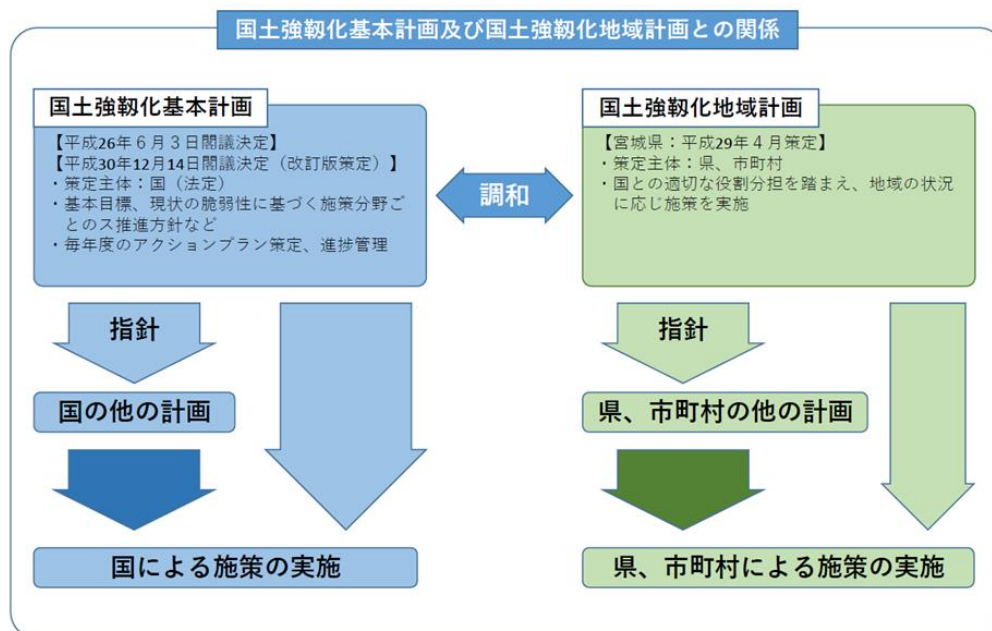 国土強靱化基本計画及び国土強靱化地域計画との関係
国土強靱化基本計画
【平成26年６月３日閣議決定】
【平成30年12月14日閣議決定（改訂版策定）】
・策定主体：国（法定）
・基本目標、現状の脆弱性に基づく施策分野ご
とのス推進方針など
・毎年度のアクションプラン策定、進捗管理
調和
国土強靱化地域計画
【宮城県：平成29年４月策定】
・策定主体：県、市町村
・国との適切な役割分担を踏まえ、地域の状況
に応じ施策を実施
指針
国の他の計画
国による施策の実施
指針
県、市町村の他の計画
県、市町村による施策の実施